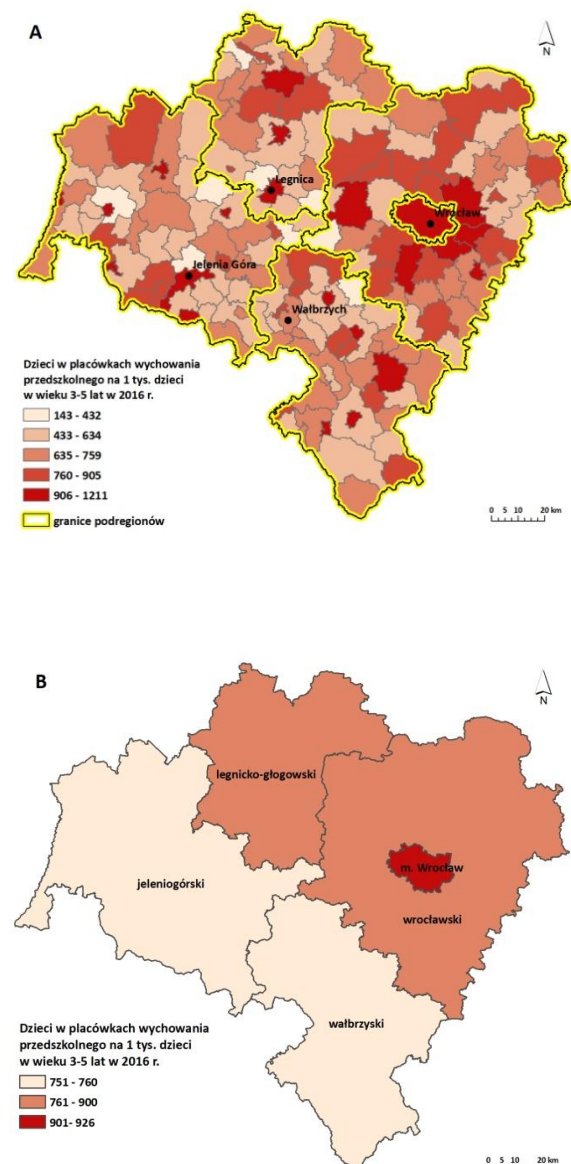 A
N
Legnica
Wrocław
Jelenia Góra
Wałbrzych
Dzieci w placówkach wychowania
przedszkolnego na 1 tys. dzieci
w wieku 3-5 lat w 2016 r.
143 - 432
433 - 634
635 - 759
760 - 905
906 - 1211
granice podregionów
0 5 10 20 km
B
N
legnicko-głogowski
jeleniogórski
m. Wrocław
wrocławski
wałbrzyski
Dzieci w placówkach wychowania
przedszkolnego na 1 tys. dzieci
w wieku 3-5 lat w 2016 r.
751 - 760
761 - 900
901- 926
0 5 10 20 km